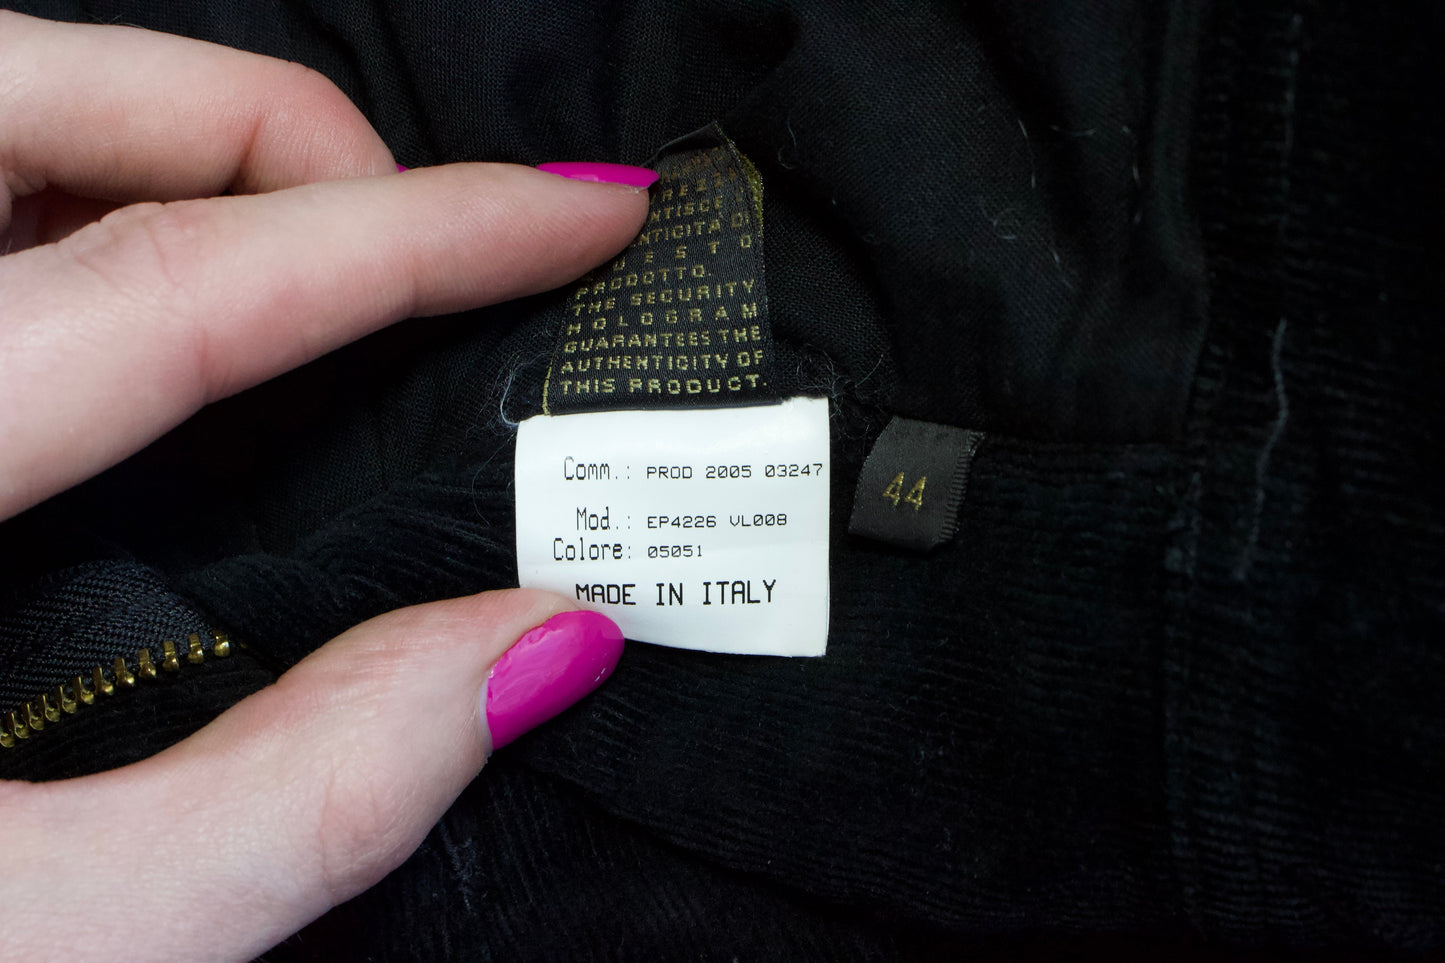 PRODOTTO.
THE SECURITY
HOLOGRAM
GUARANTEES THE
AUTHENTICITY OF
THIS PRODUCT.
Comm.: PROD 2005 03247
Mod.: EP4226 VL008
Colore: 05051
MADE IN ITALY
44